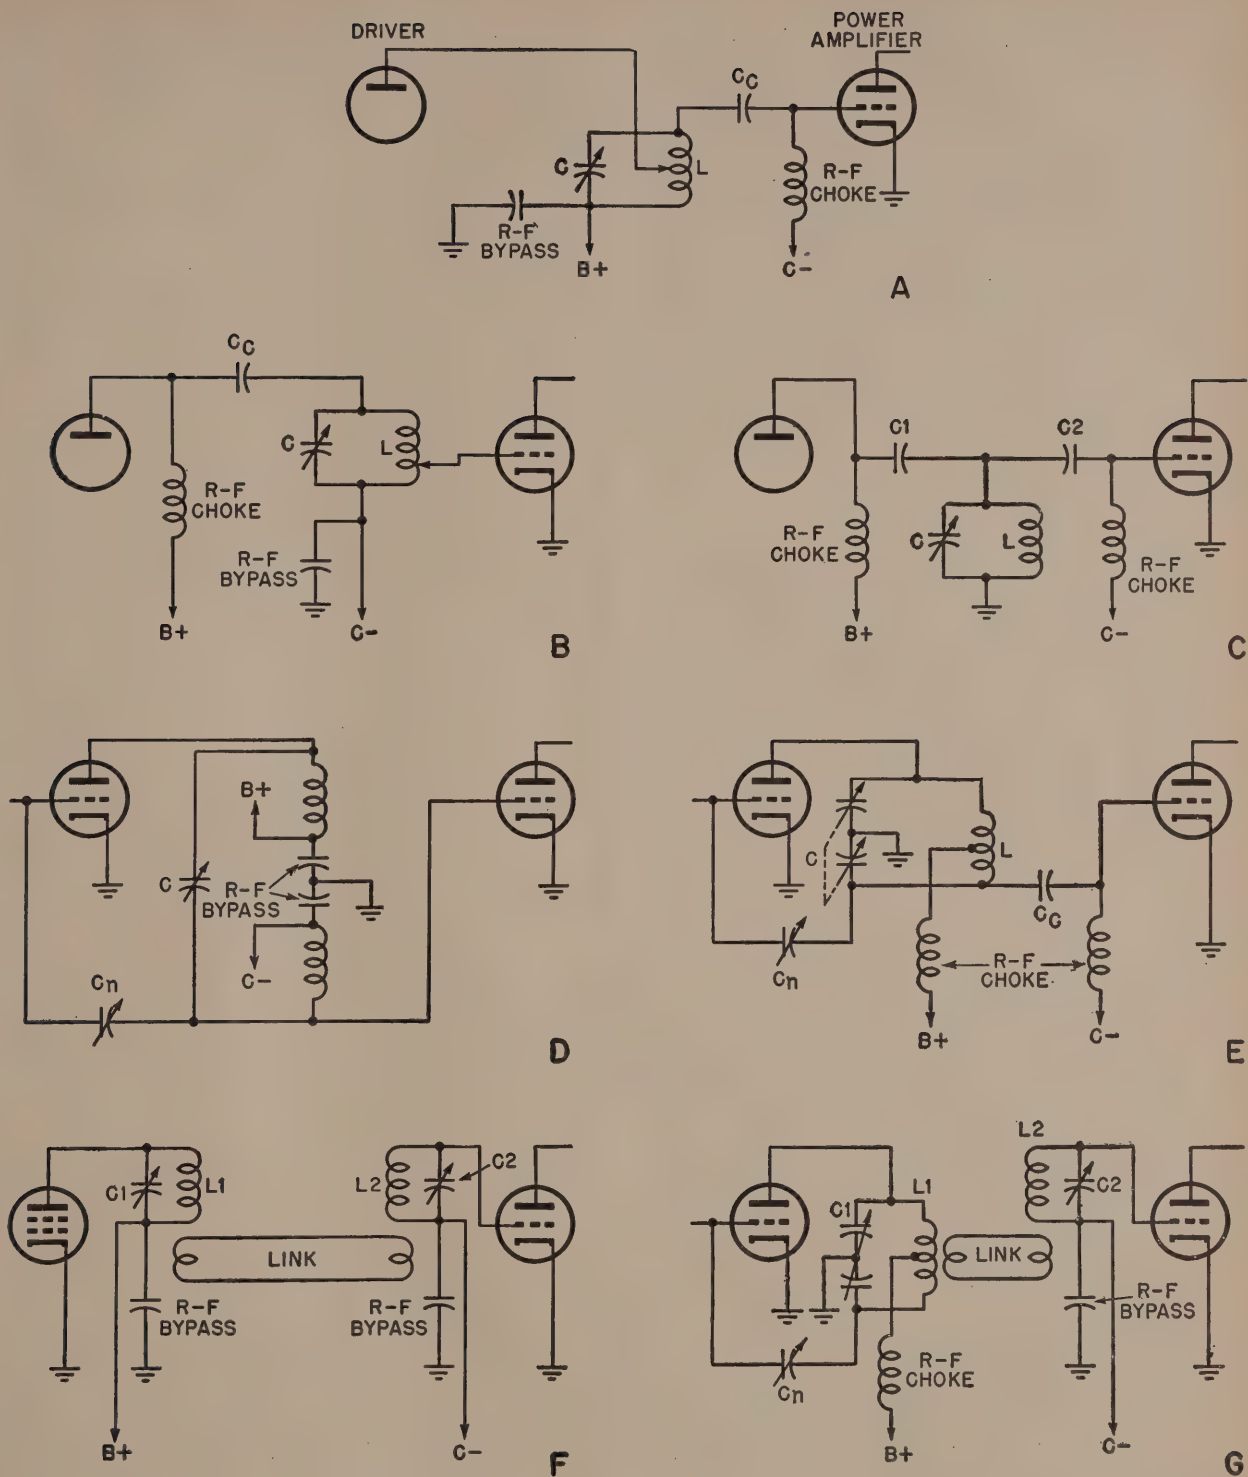 DRIVER
POWER
AMPLIFIER
CC
C
L
R-F
CHOKE
R-F
BYPASS
B+
C-
A
CC
C
L
R-F
CHOKE
R-F
BYPASS
B+
C-
B
C1
C2
R-F
CHOKE
C
L
R-F
CHOKE
B+
C-
C
B+
C
R-F
BYPASS
C-
Cn
D
C
L
CC
Cn
R-F
CHOKE
B+
C-
E
C1
L1
L2
C2
LINK
R-F
BYPASS
R-F
BYPASS
B+
C-
F
L2
C1
L1
C2
LINK
R-F
BYPASS
R-F
CHOKE
Cn
B+
C-
G